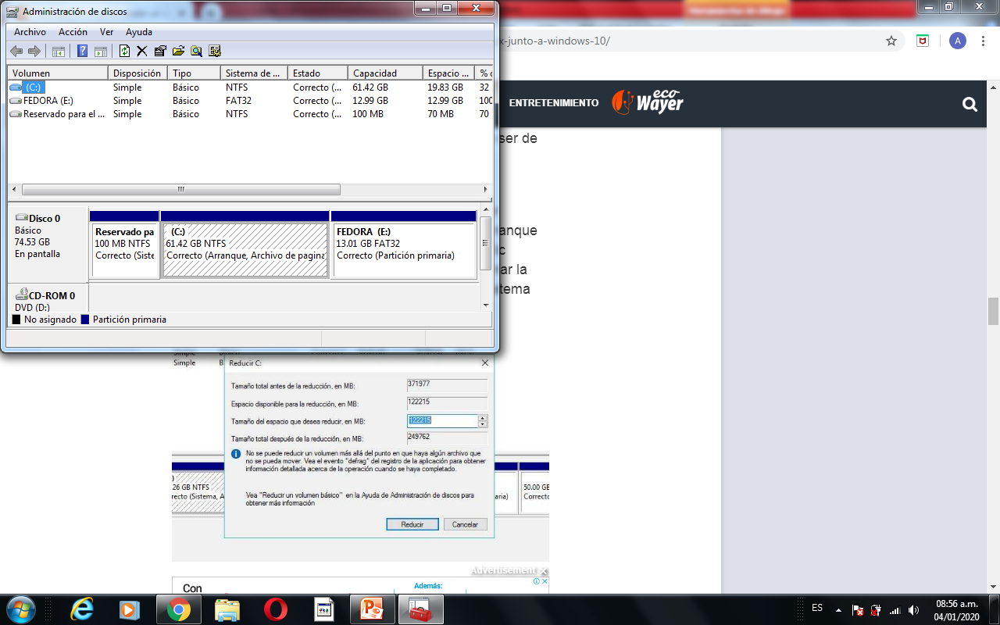 Administración de discos
Archivo Acción Ver Ayuda
Volumen Disposición Tipo Sistema de ... Estado Capacidad Espacio ... % d
(C:) Simple Básico NTFS Correcto (... 61.42 GB 19.83 GB 32
FEDORA (E:) Simple Básico FAT32 Correcto (... 12.99 GB 12.99 GB 100
Reservado para el ... Simple Básico NTFS Correcto (... 100 MB 70 MB 70
Disco 0
Básico
74.53 GB
En pantalla
Reservado pa
100 MB NTFS
Correcto (Siste
(C:)
61.42 GB NTFS
Correcto (Arranque, Archivo de pagina
FEDORA (E:)
13.01 GB FAT32
Correcto (Partición primaria)
CD-ROM 0
DVD (D:)
No asignado Partición primaria
x-junto-a-windows-10/
A
ENTRETENIMIENTO
eco-Wayer
ser de
anque
c
ar la
tema
Simple
Simple B
Reducir C:
Tamaño total antes de la reducción, en MB: 371977
Espacio disponible para la reducción, en MB: 122215
Tamaño del espacio que desea reducir, en MB: 122215
Tamaño total después de la reducción, en MB: 249762
No se puede reducir un volumen más allá del punto en que haya algún archivo que
no se pueda mover. Vea el evento "defrag" del registro de la aplicación para obtener
información detallada acerca de la operación cuando se haya completado.
Vea "Reducir un volumen básico" en la Ayuda de Administración de discos para
obtener más información
Reducir Cancelar
26 GB NTFS
recto (Sistema, A
aria)
50.00 GB
Correcto
Advertisement
Con
Además:
ES
08:56 a.m.
04/01/2020